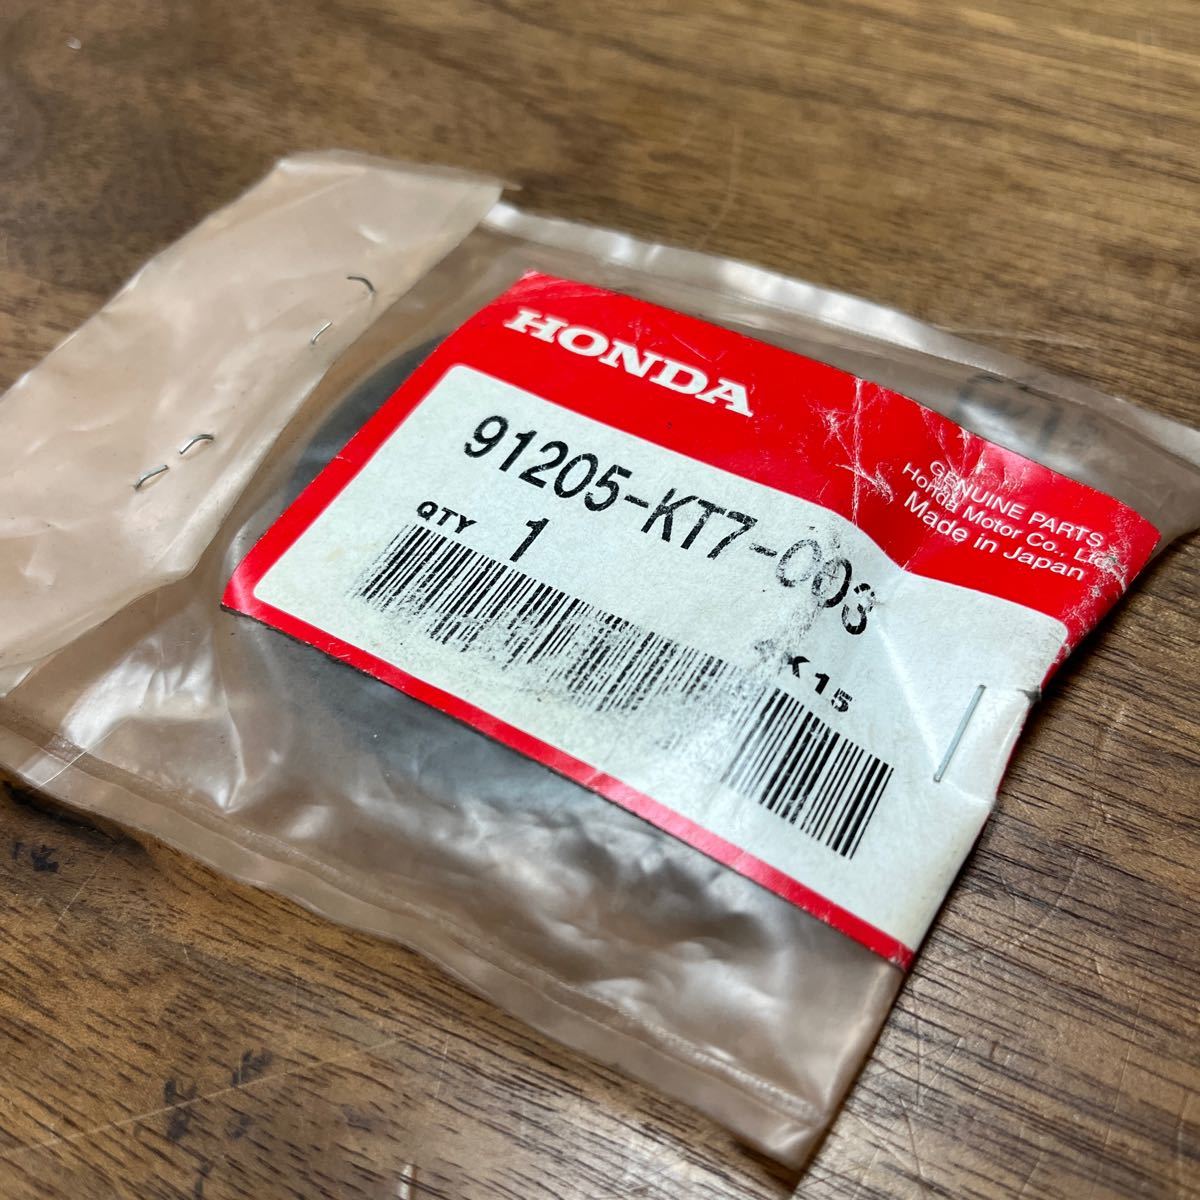 HONDA
91205-KT7-003
QTY 1
K15
GENUINE PARTS
Honda Motor Co., Ltd.
Made in Japan